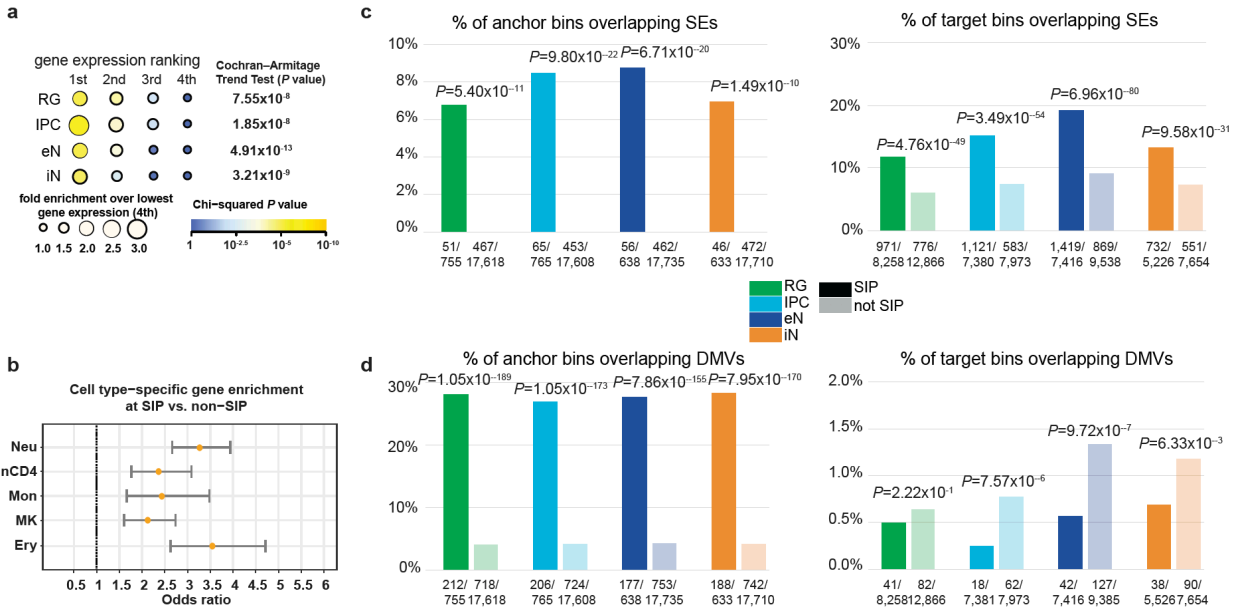 a
gene expression ranking
1st 2nd 3rd 4th
Cochran–Armitage
Trend Test (P value)
RG 7.55x10-8
IPC 1.85x10-8
eN 4.91x10-13
iN 3.21x10-9
fold enrichment over lowest
gene expression (4th)
1.0 1.5 2.0 2.5 3.0
Chi-squared P value
1 10-2.5 10-5 10-10
b
Cell type−specific gene enrichment
at SIP vs. non−SIP
Neu
nCD4
Mon
MK
Ery
0.5 1 1.5 2 2.5 3 3.5 4 4.5 5 5.5 6
Odds ratio
c
% of anchor bins overlapping SEs
10%
8%
6%
4%
2%
0%
P=5.40x10–11
P=9.80x10–22
P=6.71x10–20
P=1.49x10–10
51/ 467/ 65/ 453/ 56/ 462/ 46/ 472/
755 17,618 765 17,608 638 17,735 633 17,710
% of target bins overlapping SEs
30%
20%
10%
0%
P=4.76x10–49
P=3.49x10–54
P=6.96x10–80
P=9.58x10–31
971/ 776/ 1,121/ 583/ 1,419/ 869/ 732/ 551/
8,258 12,866 7,380 7,973 7,416 9,538 5,226 7,654
RG
IPC
eN
iN
SIP
not SIP
d
% of anchor bins overlapping DMVs
30%
20%
10%
0%
P=1.05x10–189
P=1.05x10–173
P=7.86x10–155
P=7.95x10–170
212/ 718/ 206/ 724/ 177/ 753/ 188/ 742/
755 17,618 765 17,608 638 17,735 633 17,710
% of target bins overlapping DMVs
2.0%
1.5%
1.0%
0.5%
0.0%
P=2.22x10–1
P=7.57x10–6
P=9.72x10–7
P=6.33x10–3
41/ 82/ 18/ 62/ 42/ 127/ 38/ 90/
8,258 12,866 7,381 7,973 7,416 9,385 5,526 7,654